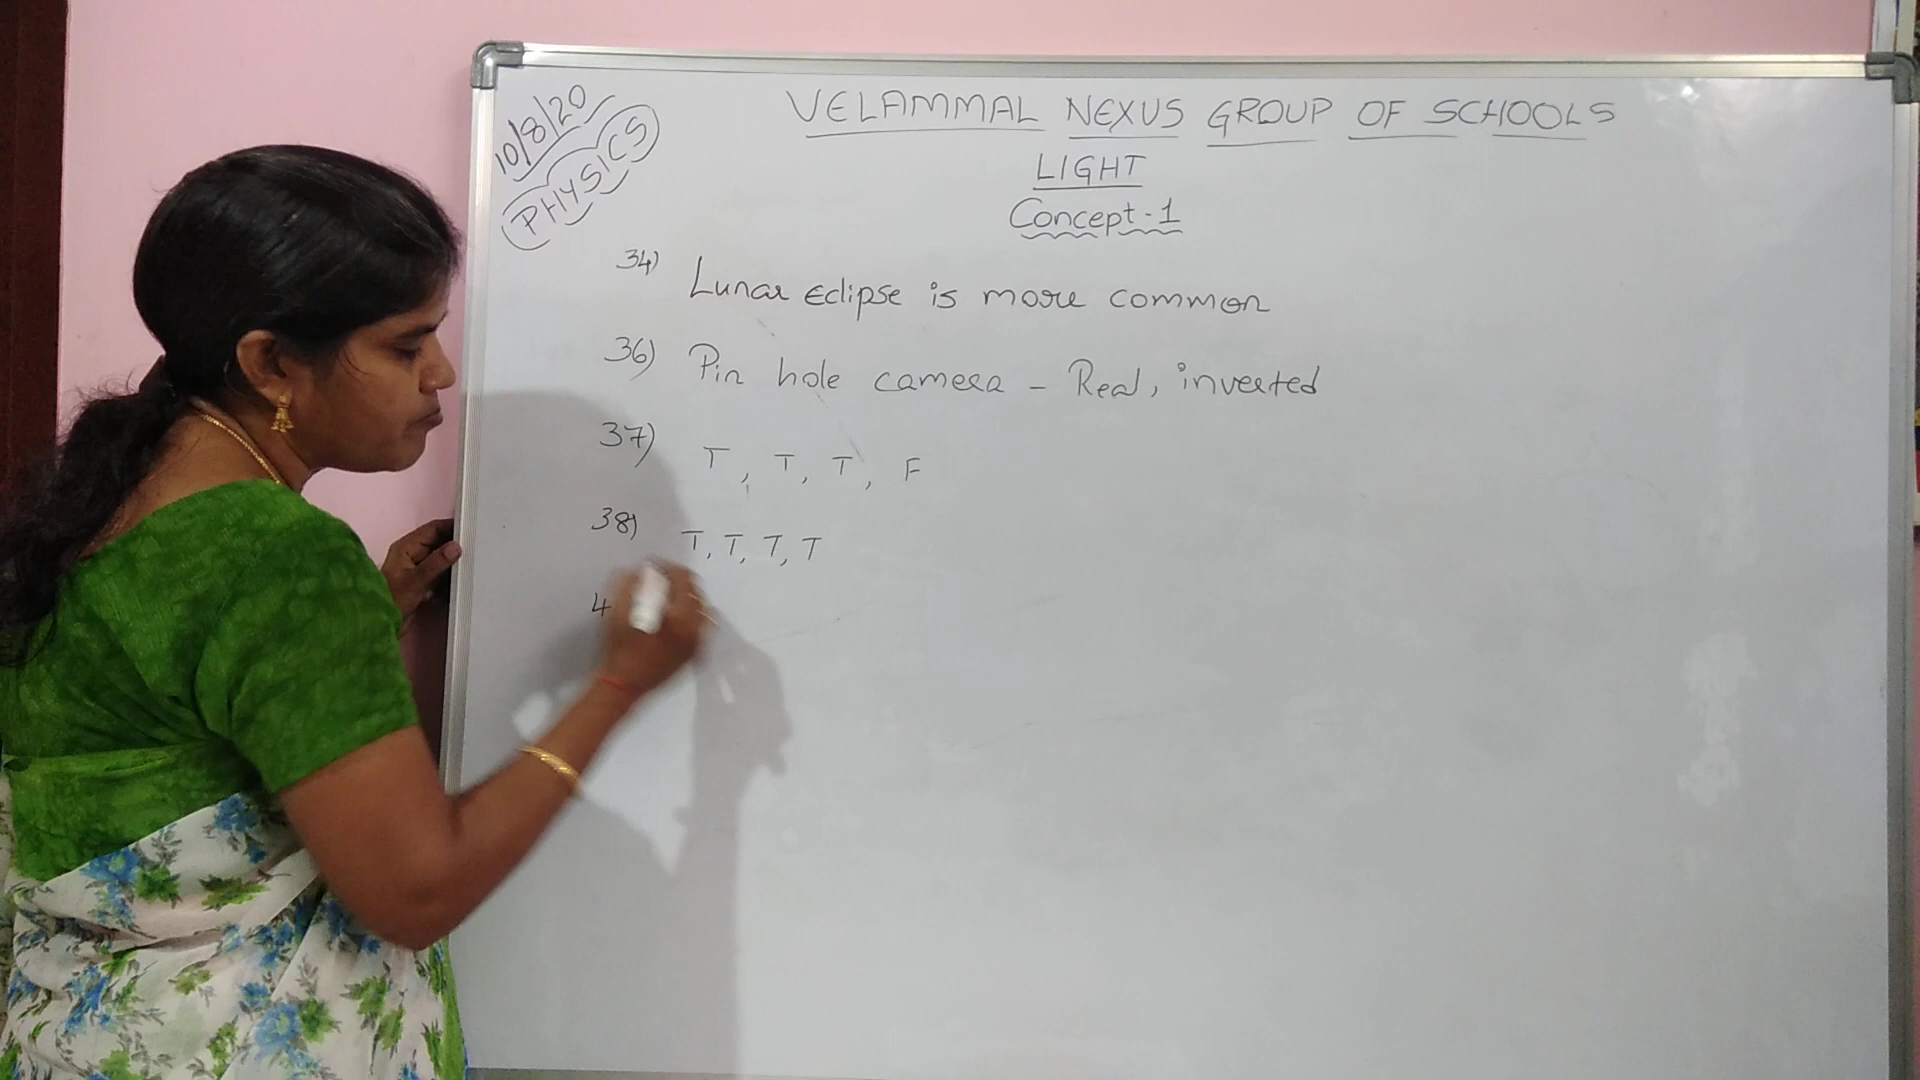 10/8/20
PHYSICS
VELAMMAL NEXUS GROUP OF SCHOOLS
LIGHT
Concept-1
34) Lunar Eclipse is more common
36) Pin hole camera - Real, inverted
37) T, T, T, F
38) T, T, T, T
4